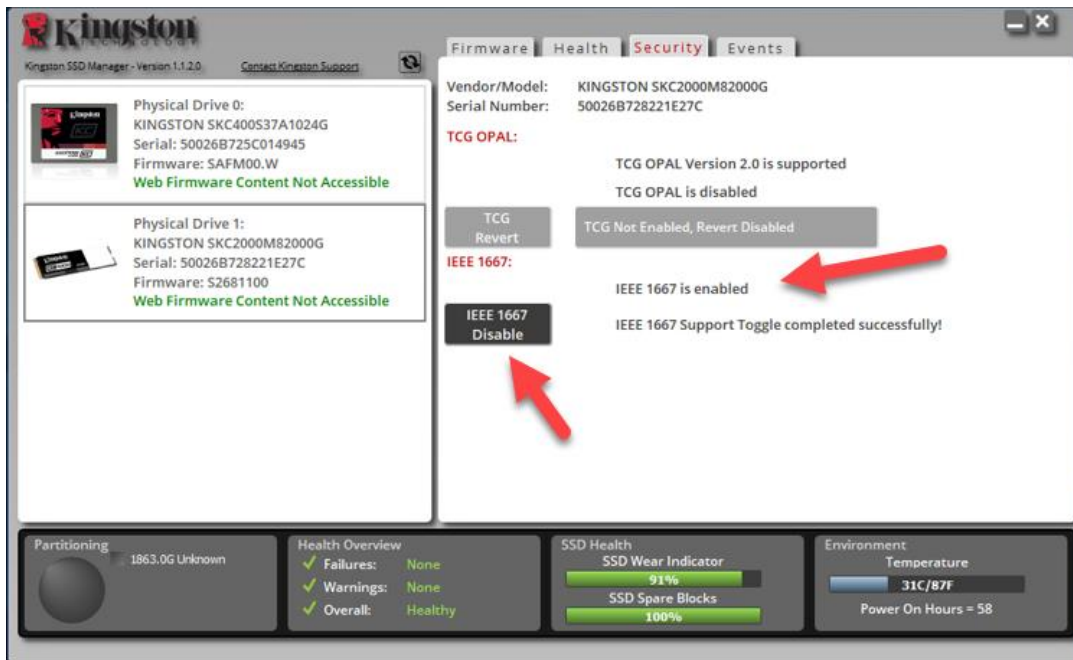 Kingston
TECHNOLOGY
Kingston SSD Manager - Version 1.1.2.0
Contact Kingston Support
Physical Drive 0:
KINGSTON SKC400S37A1024G
Serial: 50026B725C014945
Firmware: SAFM00.W
Web Firmware Content Not Accessible
Physical Drive 1:
KINGSTON SKC2000M82000G
Serial: 50026B728221E27C
Firmware: S2681100
Web Firmware Content Not Accessible
Firmware Health Security Events
Vendor/Model: KINGSTON SKC2000M82000G
Serial Number: 50026B728221E27C
TCG OPAL:
TCG OPAL Version 2.0 is supported
TCG OPAL is disabled
TCG
Revert
TCG Not Enabled, Revert Disabled
IEEE 1667:
IEEE 1667 is enabled
IEEE 1667
Disable
IEEE 1667 Support Toggle completed successfully!
Partitioning
1863.0G Unknown
Health Overview
Failures: None
Warnings: None
Overall: Healthy
SSD Health
SSD Wear Indicator
91%
SSD Spare Blocks
100%
Environment
Temperature
31C/87F
Power On Hours = 58